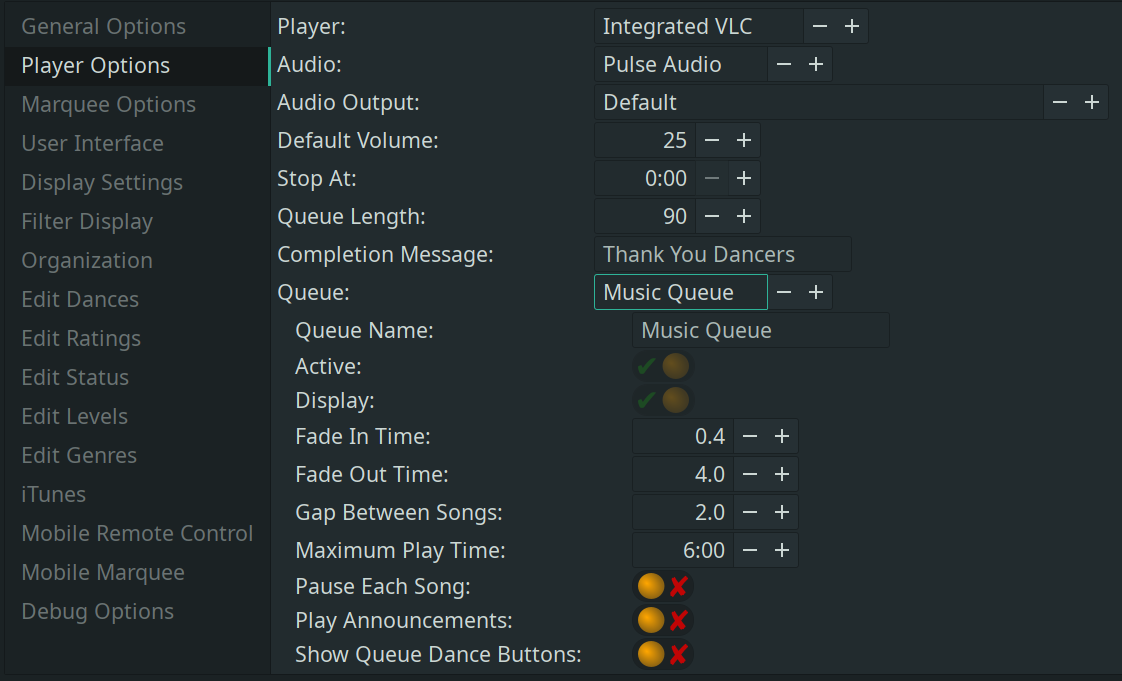 General Options
Player Options
Marquee Options
User Interface
Display Settings
Filter Display
Organization
Edit Dances
Edit Ratings
Edit Status
Edit Levels
Edit Genres
iTunes
Mobile Remote Control
Mobile Marquee
Debug Options
Player: Integrated VLC − +
Audio: Pulse Audio − +
Audio Output: Default − +
Default Volume: 25 − +
Stop At: 0:00 − +
Queue Length: 90 − +
Completion Message: Thank You Dancers
Queue: Music Queue − +
Queue Name: Music Queue
Active: ✔
Display: ✔
Fade In Time: 0.4 − +
Fade Out Time: 4.0 − +
Gap Between Songs: 2.0 − +
Maximum Play Time: 6:00 − +
Pause Each Song: ✘
Play Announcements: ✘
Show Queue Dance Buttons: ✘